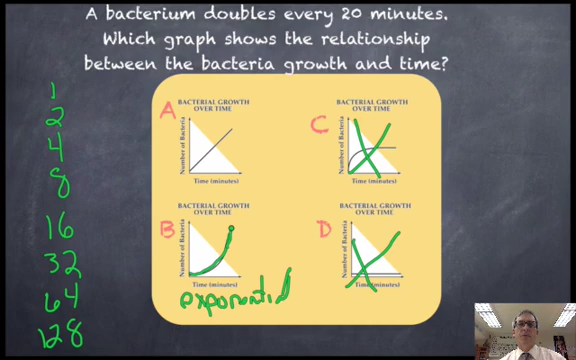 A bacterium doubles every 20 minutes.
Which graph shows the relationship
between the bacteria growth and time?
1
2
4
8
16
32
64
128
A
BACTERIAL GROWTH
OVER TIME
Number of Bacteria
Time (minutes)
C
BACTERIAL GROWTH
OVER TIME
Number of Bacteria
Time (minutes)
B
BACTERIAL GROWTH
OVER TIME
Number of Bacteria
Time (minutes)
exponential
D
BACTERIAL GROWTH
OVER TIME
Number of Bacteria
Time (minutes)